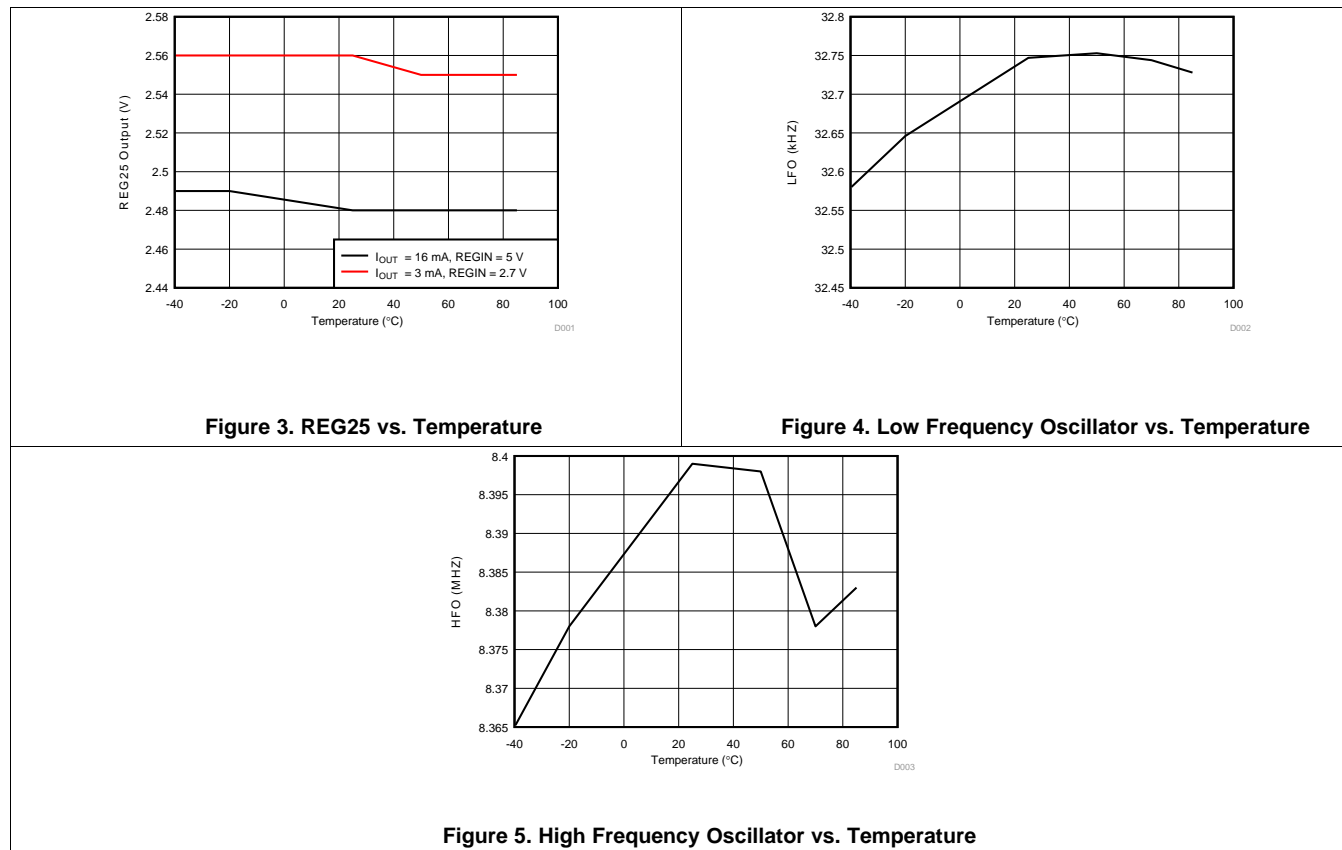 2.58
2.56
2.54
2.52
2.5
2.48
2.46
2.44
REG25 Output (V)
-40 -20 0 20 40 60 80 100
Temperature (°C)
I_OUT = 16 mA, REGIN = 5 V
I_OUT = 3 mA, REGIN = 2.7 V
D001
Figure 3. REG25 vs. Temperature
32.8
32.75
32.7
32.65
32.6
32.55
32.5
32.45
LFO (kHZ)
-40 -20 0 20 40 60 80 100
Temperature (°C)
D002
Figure 4. Low Frequency Oscillator vs. Temperature
8.4
8.395
8.39
8.385
8.38
8.375
8.37
8.365
HFO (MHZ)
-40 -20 0 20 40 60 80 100
Temperature (°C)
D003
Figure 5. High Frequency Oscillator vs. Temperature